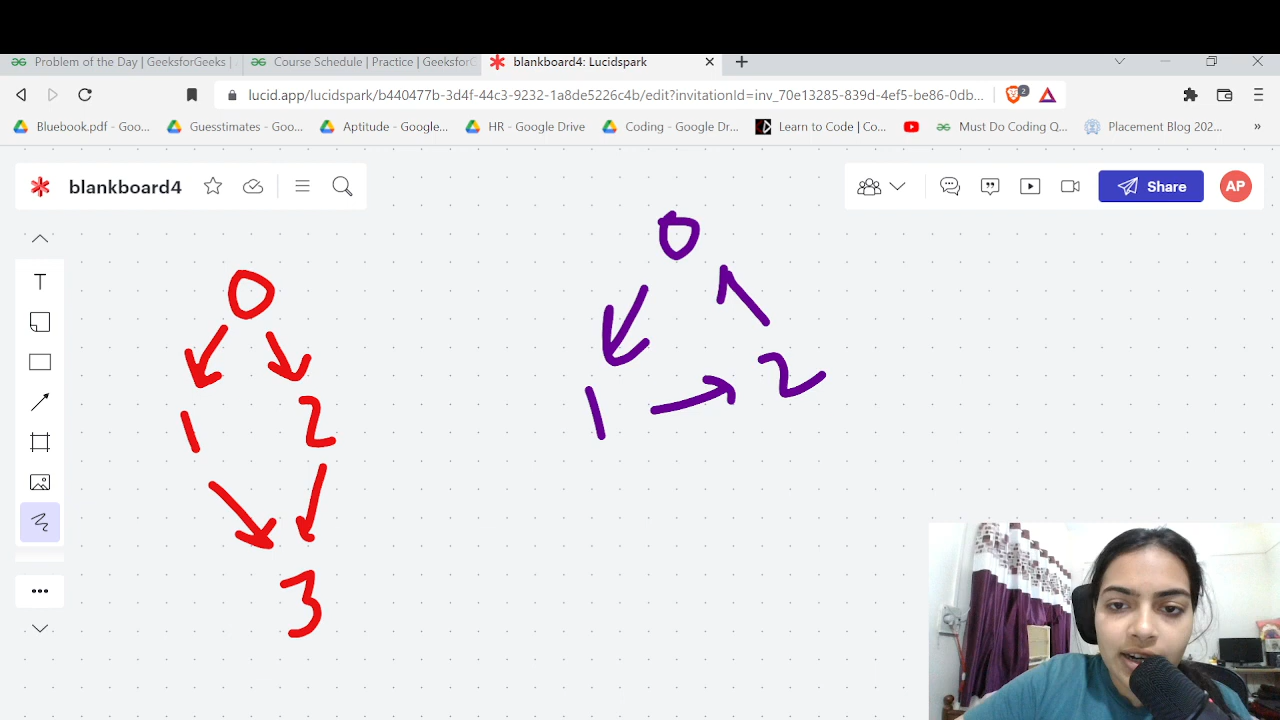 Problem of the Day | GeeksforGeeks |
Course Schedule | Practice | GeeksforC
blankboard4: Lucidspark
lucid.app/lucidspark/b440477b-3d4f-44c3-9232-1a8de5226c4b/edit?invitationId=inv_70e13285-839d-4ef5-be86-0db...
2
Bluebook.pdf - Goo...
Guesstimates - Goo...
Aptitude - Google...
HR - Google Drive
Coding - Google Dr...
Learn to Code | Co...
Must Do Coding Q...
Placement Blog 202...
»
blankboard4
Share
AP
T
0
1 2
3
0
1 2